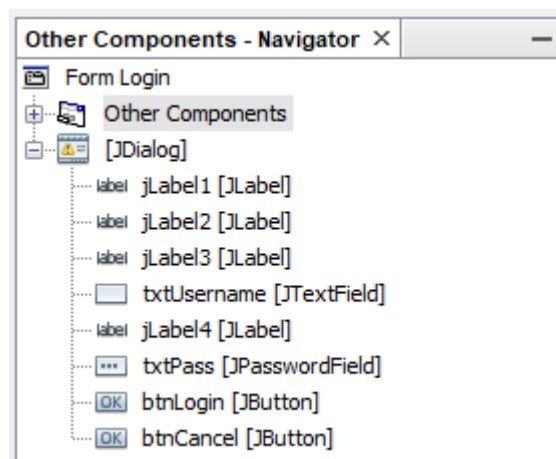 Other Components - Navigator ×
Form Login
Other Components
[JDialog]
label jLabel1 [JLabel]
label jLabel2 [JLabel]
label jLabel3 [JLabel]
txtUsername [JTextField]
label jLabel4 [JLabel]
txtPass [JPasswordField]
OK btnLogin [JButton]
OK btnCancel [JButton]